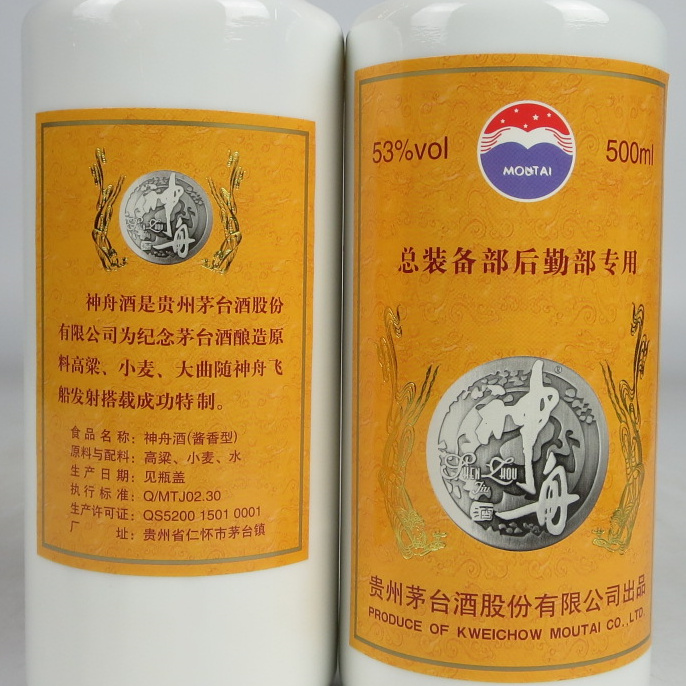 神舟
酒
神舟酒是贵州茅台酒股份
有限公司为纪念茅台酒酿造原
料高粱、小麦、大曲随神舟飞
船发射搭载成功特制。
食品名称：神舟酒(酱香型)
原料与配料：高粱、小麦、水
生产日期：见瓶盖
执行标准：Q/MTJ02.30
生产许可证：QS5200 1501 0001
厂址：贵州省仁怀市茅台镇
53%vol
MOUTAI
500ml
总装备部后勤部专用
神舟
SHEN ZHOU
Jiu
酒
贵州茅台酒股份有限公司出品
PRODUCE OF KWEICHOW MOUTAI CO.,LTD.